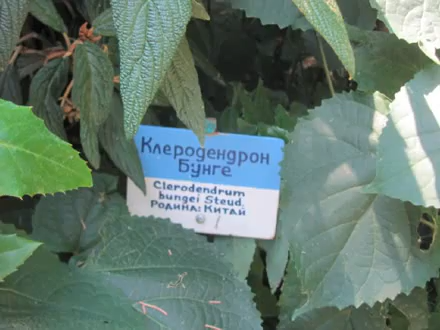 Клеродендрон
Бунге
Clerodendrum
bungei Steud.
Родина: Китай